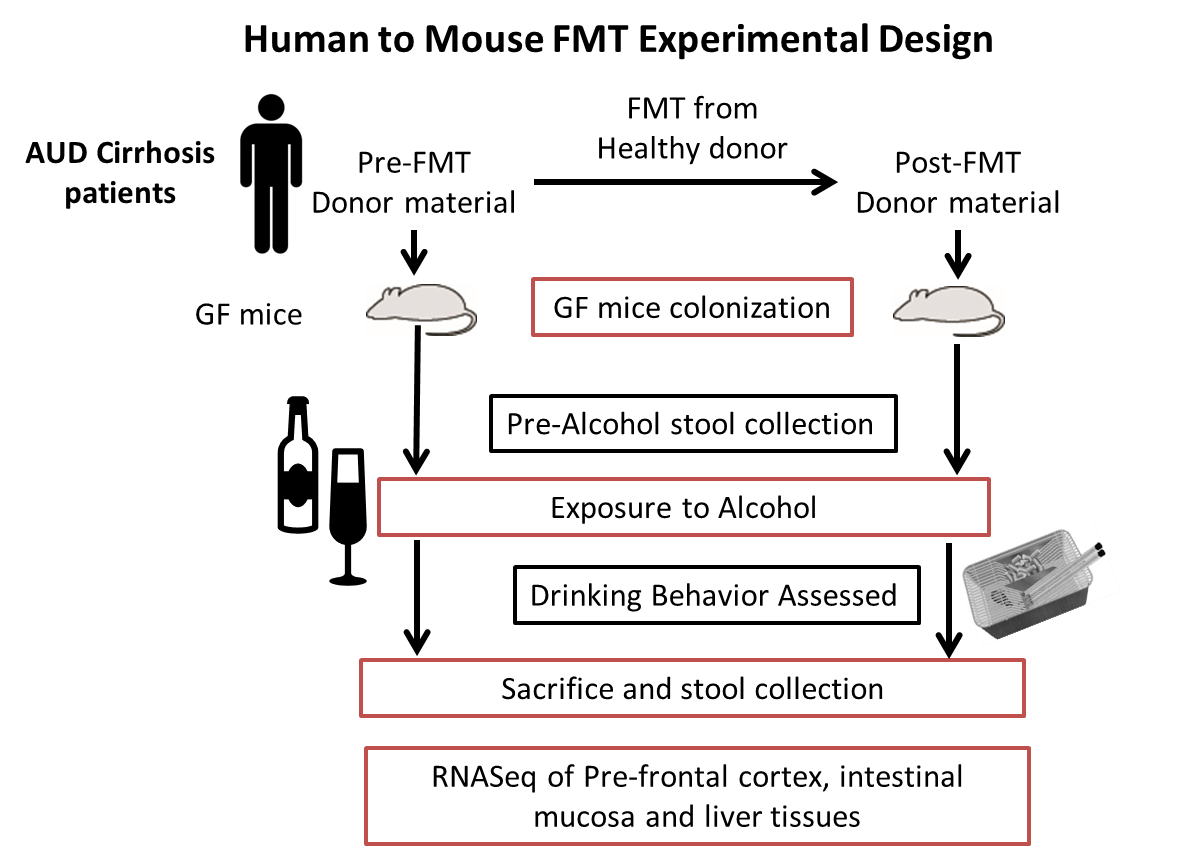 Human to Mouse FMT Experimental Design
AUD Cirrhosis
patients
Pre-FMT
Donor material
FMT from
Healthy donor
Post-FMT
Donor material
GF mice
GF mice colonization
Pre-Alcohol stool collection
Exposure to Alcohol
Drinking Behavior Assessed
Sacrifice and stool collection
RNASeq of Pre-frontal cortex, intestinal
mucosa and liver tissues